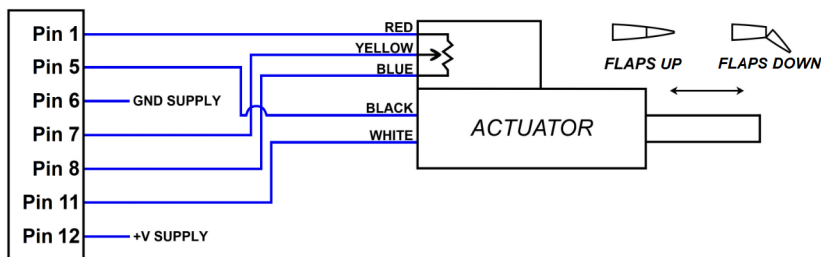 Pin 1
Pin 5
Pin 6
Pin 7
Pin 8
Pin 11
Pin 12
GND SUPPLY
+V SUPPLY
RED
YELLOW
BLUE
BLACK
WHITE
ACTUATOR
FLAPS UP
FLAPS DOWN